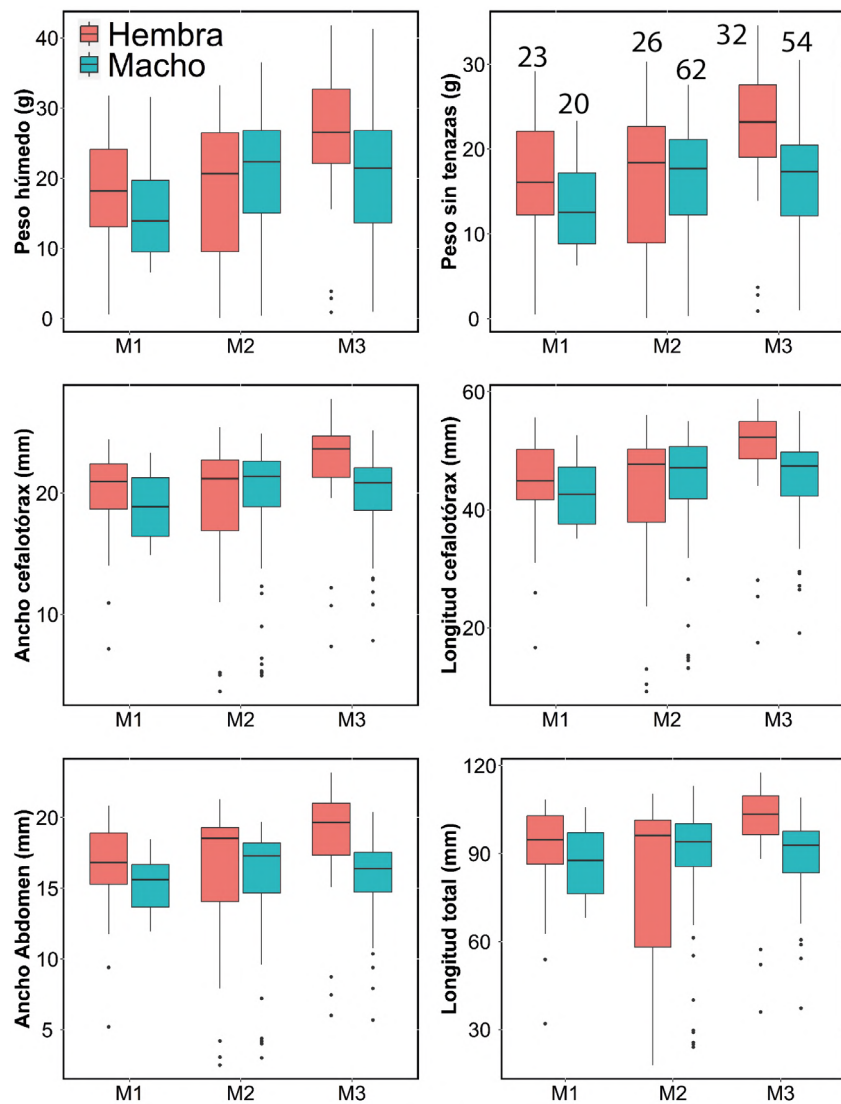 Hembra
Macho
Peso húmedo (g)
40
30
20
10
0
M1 M2 M3
Peso sin tenazas (g)
30
20
10
0
23 20 26 62 32 54
M1 M2 M3
Ancho cefalotórax (mm)
20
10
M1 M2 M3
Longitud cefalotórax (mm)
60
40
20
M1 M2 M3
Ancho Abdomen (mm)
20
15
10
5
M1 M2 M3
Longitud total (mm)
120
90
60
30
M1 M2 M3